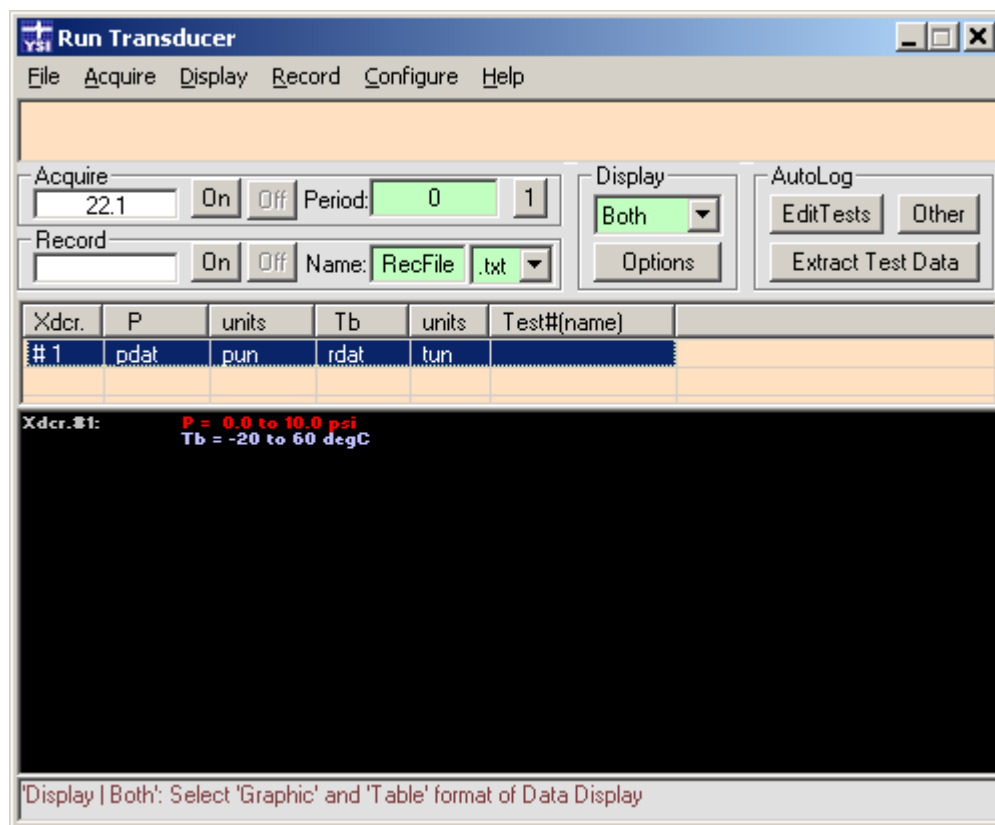 YSI Run Transducer
File Acquire Display Record Configure Help
Acquire
22.1 On Off Period: 0 1
Display
Both
Options
AutoLog
EditTests Other
Extract Test Data
Record
On Off Name: RecFile .txt
Xdcr. P units Tb units Test#(name)
# 1 pdat pun rdat tun
Xdcr.#1: P = 0.0 to 10.0 psi
Tb = -20 to 60 degC
'Display | Both': Select 'Graphic' and 'Table' format of Data Display